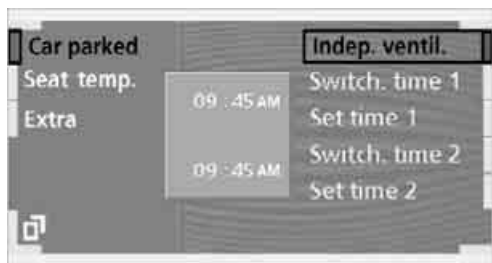 Car parked
Seat temp.
Extra
09 : 45 AM
09 : 45 AM
Indep. ventil.
Switch. time 1
Set time 1
Switch. time 2
Set time 2